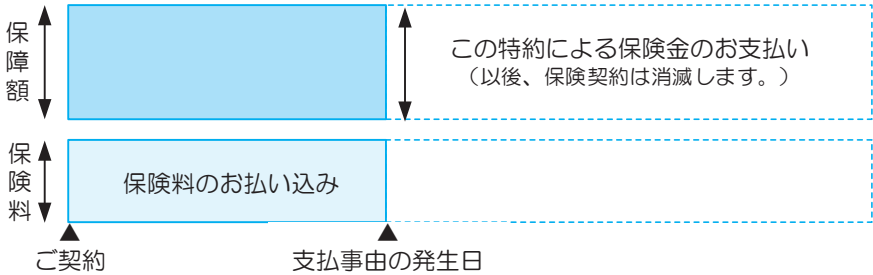 保障額
この特約による保険金のお支払い
（以後、保険契約は消滅します。）
保険料
保険料のお払い込み
ご契約
支払事由の発生日